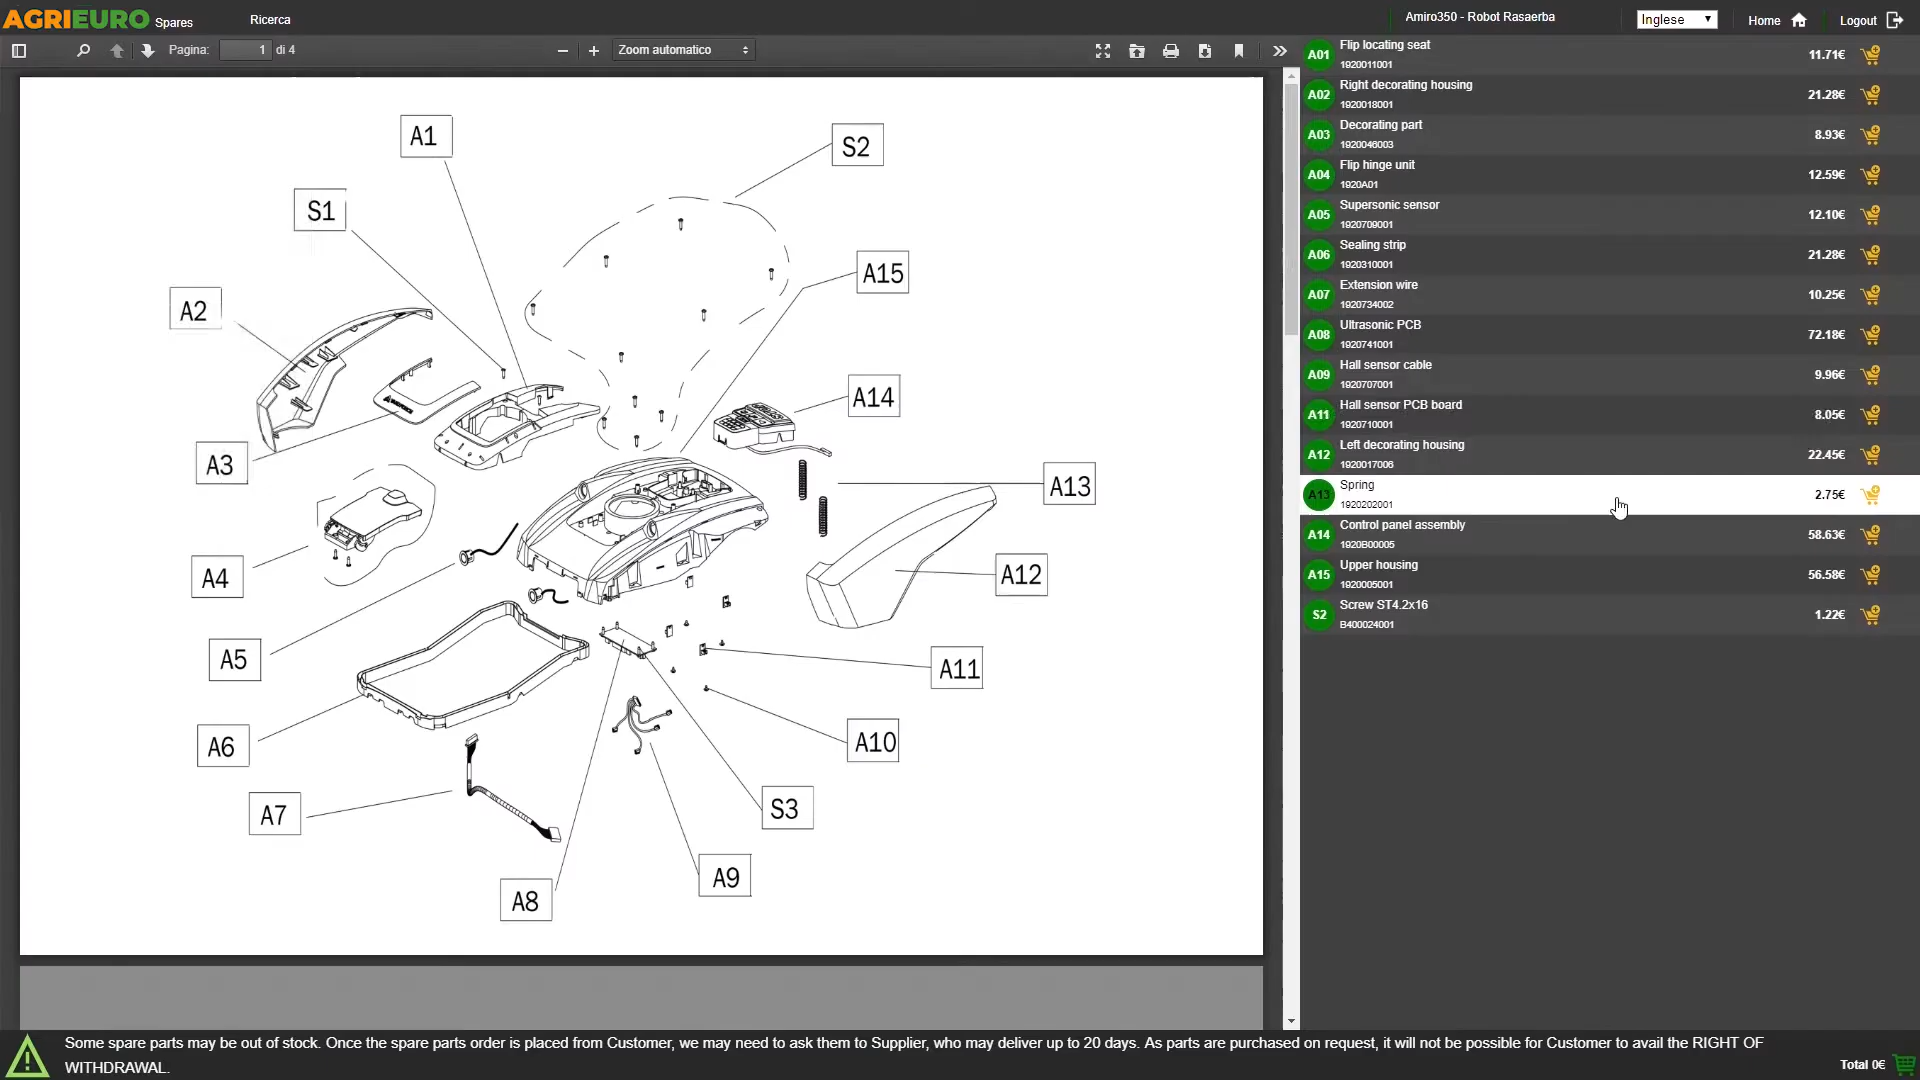 AGRIEURO Spares
Ricerca
Amiro350 - Robot Rasaerba
Inglese
Home
Logout
Pagina:
1
di 4
Zoom automatico
A1
S2
S1
A15
A2
A14
A3
A13
A4
A12
A5
A11
A6
A10
A7
S3
A9
A8
A01
Flip locating seat
1920011001
11.71€
A02
Right decorating housing
1920018001
21.28€
A03
Decorating part
1920046003
8.93€
A04
Flip hinge unit
1920A01
12.59€
A05
Supersonic sensor
1920709001
12.10€
A06
Sealing strip
1920310001
21.28€
A07
Extension wire
1920734002
10.25€
A08
Ultrasonic PCB
1920741001
72.18€
A09
Hall sensor cable
1920707001
9.96€
A11
Hall sensor PCB board
1920710001
8.05€
A12
Left decorating housing
1920017006
22.45€
A13
Spring
1920202001
2.75€
A14
Control panel assembly
1920B00005
58.63€
A15
Upper housing
1920005001
56.58€
S2
Screw ST4.2x16
B400024001
1.22€
Some spare parts may be out of stock. Once the spare parts order is placed from Customer, we may need to ask them to Supplier, who may deliver up to 20 days. As parts are purchased on request, it will not be possible for Customer to avail the RIGHT OF
WITHDRAWAL.
Total 0€